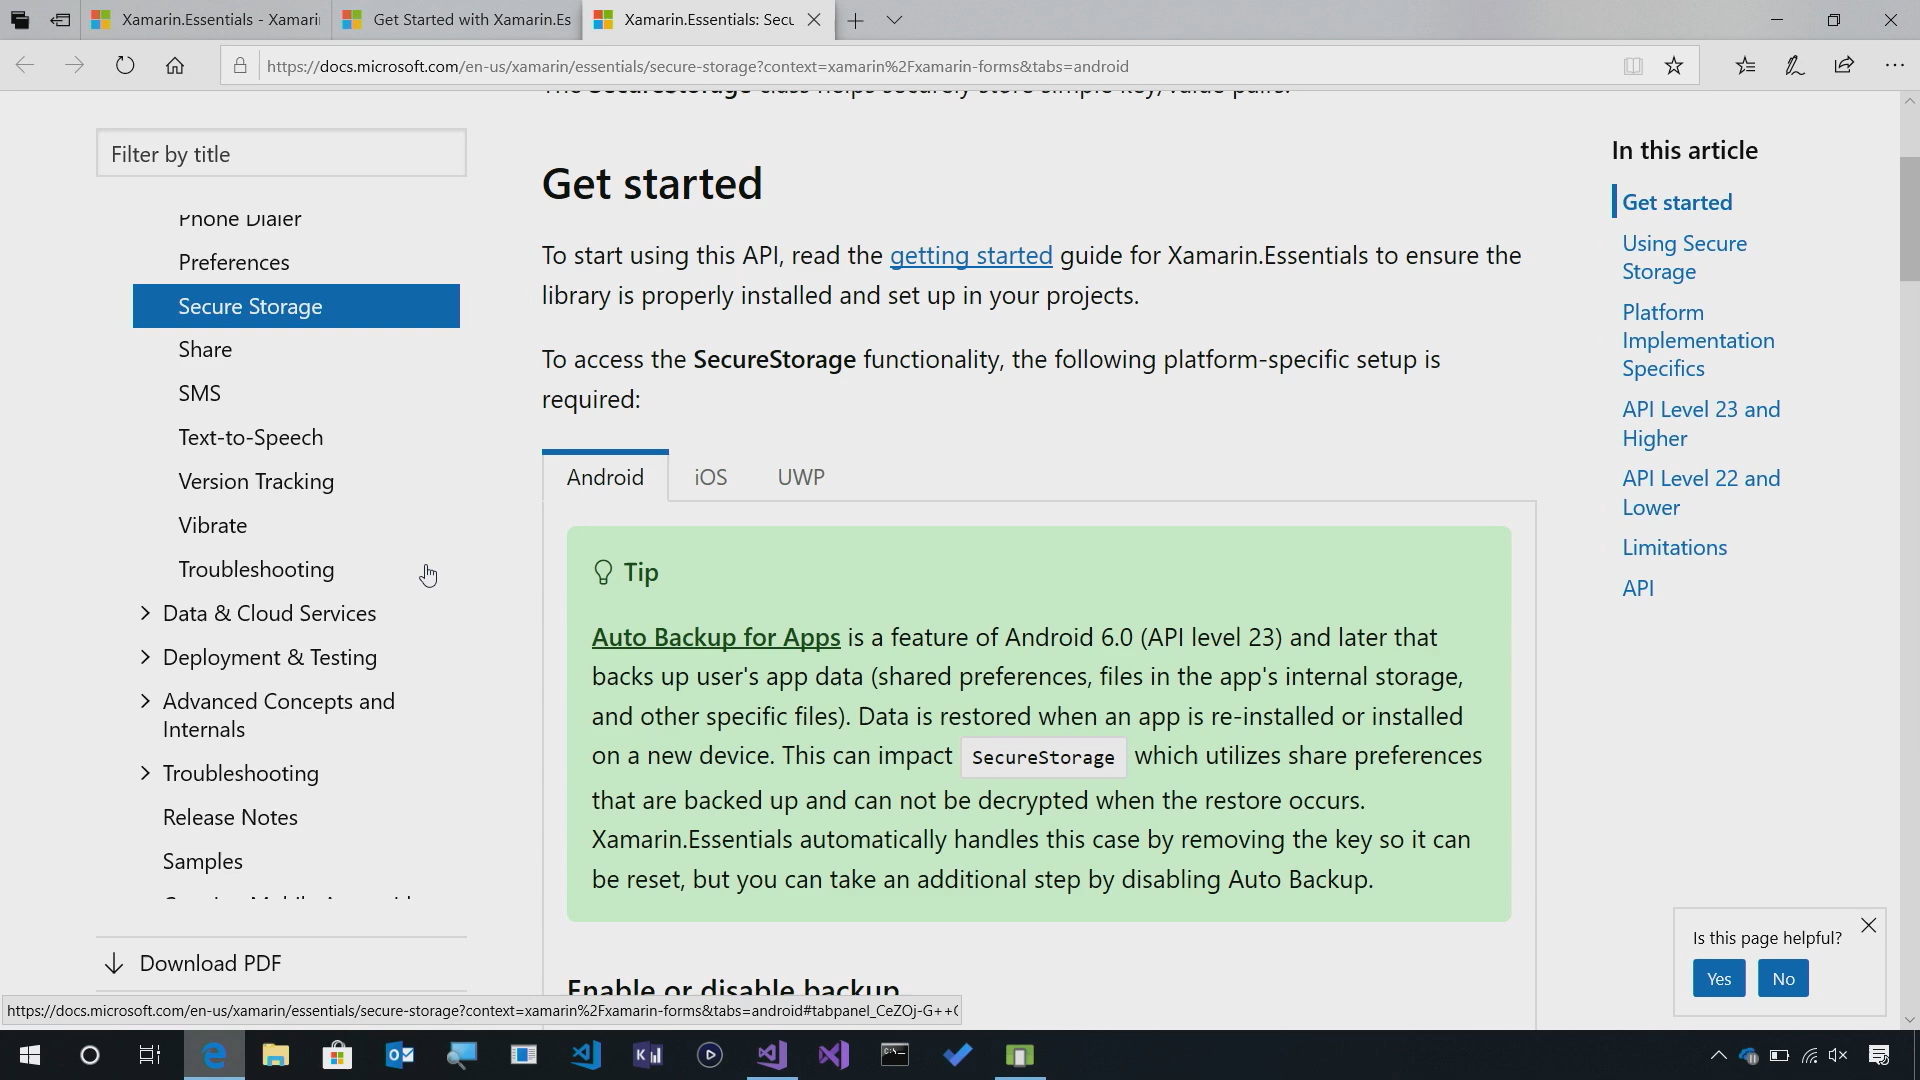 Xamarin.Essentials - Xamari
Get Started with Xamarin.Es
Xamarin.Essentials: Secu
https://docs.microsoft.com/en-us/xamarin/essentials/secure-storage?context=xamarin%2Fxamarin-forms&tabs=android
The SecureStorage class helps securely store simple key/value pairs.
Filter by title
Phone Dialer
Preferences
Secure Storage
Share
SMS
Text-to-Speech
Version Tracking
Vibrate
Troubleshooting
Data & Cloud Services
Deployment & Testing
Advanced Concepts and
Internals
Troubleshooting
Release Notes
Samples
Download PDF
Get started
To start using this API, read the getting started guide for Xamarin.Essentials to ensure the
library is properly installed and set up in your projects.
To access the SecureStorage functionality, the following platform-specific setup is
required:
Android iOS UWP
Tip
Auto Backup for Apps is a feature of Android 6.0 (API level 23) and later that
backs up user's app data (shared preferences, files in the app's internal storage,
and other specific files). Data is restored when an app is re-installed or installed
on a new device. This can impact SecureStorage which utilizes share preferences
that are backed up and can not be decrypted when the restore occurs.
Xamarin.Essentials automatically handles this case by removing the key so it can
be reset, but you can take an additional step by disabling Auto Backup.
Enable or disable backup
In this article
Get started
Using Secure
Storage
Platform
Implementation
Specifics
API Level 23 and
Higher
API Level 22 and
Lower
Limitations
API
Is this page helpful?
Yes No
https://docs.microsoft.com/en-us/xamarin/essentials/secure-storage?context=xamarin%2Fxamarin-forms&tabs=android#tabpanel_CeZOj-G++